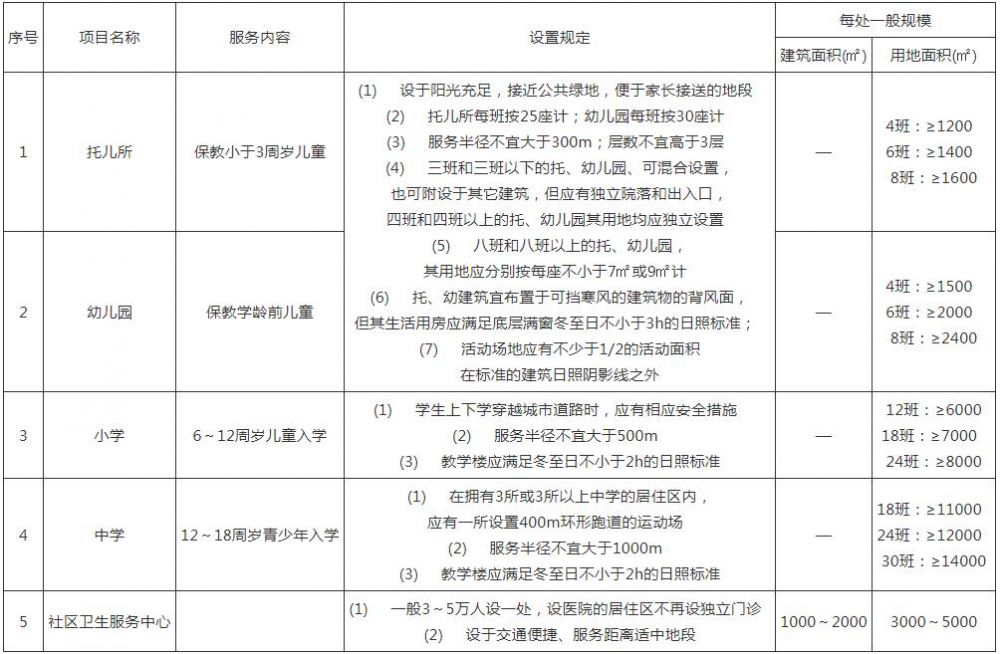 序号
项目名称
服务内容
设置规定
每处一般规模
建筑面积(㎡)
用地面积(㎡)
1
托儿所
保教小于3周岁儿童
(1) 设于阳光充足，接近公共绿地，便于家长接送的地段
(2) 托儿所每班按25座计；幼儿园每班按30座计
(3) 服务半径不宜大于300m；层数不宜高于3层
(4) 三班和三班以下的托、幼儿园、可混合设置，
也可附设于其它建筑，但应有独立院落和出入口，
四班和四班以上的托、幼儿园其用地均应独立设置
(5) 八班和八班以上的托、幼儿园，
其用地应分别按每座不小于7㎡或9㎡计
(6) 托、幼建筑宜布置于可挡寒风的建筑物的背风面，
但其生活用房应满足底层满窗冬至日不小于3h的日照标准；
(7) 活动场地应有不少于1/2的活动面积
在标准的建筑日照阴影线之外
—
4班：≥1200
6班：≥1400
8班：≥1600
2
幼儿园
保教学龄前儿童
—
4班：≥1500
6班：≥2000
8班：≥2400
3
小学
6～12周岁儿童入学
(1) 学生上下学穿越城市道路时，应有相应安全措施
(2) 服务半径不宜大于500m
(3) 教学楼应满足冬至日不小于2h的日照标准
—
12班：≥6000
18班：≥7000
24班：≥8000
4
中学
12～18周岁青少年入学
(1) 在拥有3所或3所以上中学的居住区内，
应有一所设置400m环形跑道的运动场
(2) 服务半径不宜大于1000m
(3) 教学楼应满足冬至日不小于2h的日照标准
—
18班：≥11000
24班：≥12000
30班：≥14000
5
社区卫生服务中心
(1) 一般3～5万人设一处，设医院的居住区不再设独立门诊
(2) 设于交通便捷、服务距离适中地段
1000～2000
3000～5000